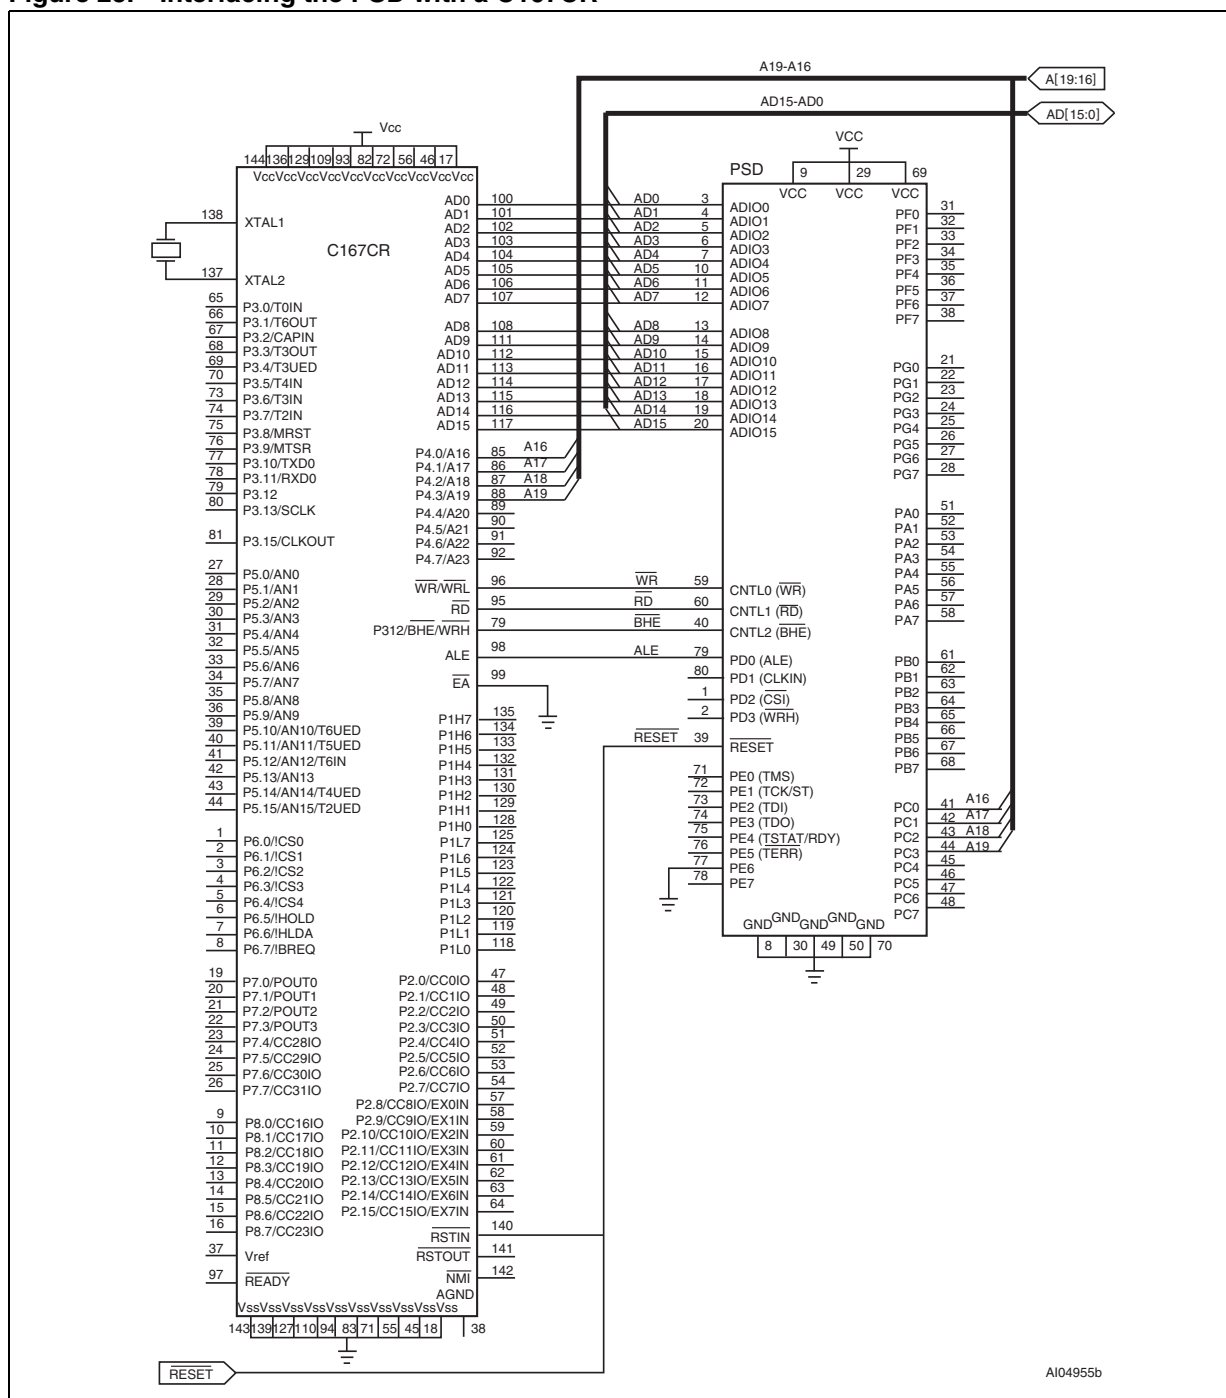 A19-A16
A[19:16]
AD15-AD0
AD[15:0]
Vcc
VCC
144 136 129 109 93 82 72 56 46 17
VccVccVccVccVccVccVccVccVccVcc
PSD
9 29 69
VCC VCC VCC
C167CR
138 XTAL1
137 XTAL2
65 P3.0/T0IN
66 P3.1/T6OUT
67 P3.2/CAPIN
68 P3.3/T3OUT
69 P3.4/T3UED
70 P3.5/T4IN
73 P3.6/T3IN
74 P3.7/T2IN
75 P3.8/MRST
76 P3.9/MTSR
77 P3.10/TXD0
78 P3.11/RXD0
79 P3.12
80 P3.13/SCLK
81 P3.15/CLKOUT
27 P5.0/AN0
28 P5.1/AN1
29 P5.2/AN2
30 P5.3/AN3
31 P5.4/AN4
32 P5.5/AN5
33 P5.6/AN6
34 P5.7/AN7
35 P5.8/AN8
36 P5.9/AN9
39 P5.10/AN10/T6UED
40 P5.11/AN11/T5UED
41 P5.12/AN12/T6IN
42 P5.13/AN13
43 P5.14/AN14/T4UED
44 P5.15/AN15/T2UED
1 P6.0/!CS0
2 P6.1/!CS1
3 P6.2/!CS2
4 P6.3/!CS3
5 P6.4/!CS4
6 P6.5/!HOLD
7 P6.6/!HLDA
8 P6.7/!BREQ
19 P7.0/POUT0
20 P7.1/POUT1
21 P7.2/POUT2
22 P7.3/POUT3
23 P7.4/CC28IO
24 P7.5/CC29IO
25 P7.6/CC30IO
26 P7.7/CC31IO
9 P8.0/CC16IO
10 P8.1/CC17IO
11 P8.2/CC18IO
12 P8.3/CC19IO
13 P8.4/CC20IO
14 P8.5/CC21IO
15 P8.6/CC22IO
16 P8.7/CC23IO
37 Vref
97 READY
AD0 100 AD0 3 ADIO0
AD1 101 AD1 4 ADIO1
AD2 102 AD2 5 ADIO2
AD3 103 AD3 6 ADIO3
AD4 104 AD4 7 ADIO4
AD5 105 AD5 10 ADIO5
AD6 106 AD6 11 ADIO6
AD7 107 AD7 12 ADIO7
AD8 108 AD8 13 ADIO8
AD9 111 AD9 14 ADIO9
AD10 112 AD10 15 ADIO10
AD11 113 AD11 16 ADIO11
AD12 114 AD12 17 ADIO12
AD13 115 AD13 18 ADIO13
AD14 116 AD14 19 ADIO14
AD15 117 AD15 20 ADIO15
P4.0/A16 85 A16
P4.1/A17 86 A17
P4.2/A18 87 A18
P4.3/A19 88 A19
P4.4/A20 89
P4.5/A21 90
P4.6/A22 91
P4.7/A23 92
WR/WRL 96 WR 59 CNTL0 (WR)
RD 95 RD 60 CNTL1 (RD)
P312/BHE/WRH 79 BHE 40 CNTL2 (BHE)
ALE 98 ALE 79 PD0 (ALE)
80 PD1 (CLKIN)
EA 99
1 PD2 (CSI)
2 PD3 (WRH)
RESET 39 RESET
P1H7 135
P1H6 134
P1H5 133
P1H4 132
P1H3 131
P1H2 130
P1H1 129
P1H0 128
P1L7 125
P1L6 124
P1L5 123
P1L4 122
P1L3 121
P1L2 120
P1L1 119
P1L0 118
71 PE0 (TMS)
72 PE1 (TCK/ST)
73 PE2 (TDI)
74 PE3 (TDO)
75 PE4 (TSTAT/RDY)
76 PE5 (TERR)
77 PE6
78 PE7
P2.0/CC0IO 47
P2.1/CC1IO 48
P2.2/CC2IO 49
P2.3/CC3IO 50
P2.4/CC4IO 51
P2.5/CC5IO 52
P2.6/CC6IO 53
P2.7/CC7IO 54
P2.8/CC8IO/EX0IN 57
P2.9/CC9IO/EX1IN 58
P2.10/CC10IO/EX2IN 59
P2.11/CC11IO/EX3IN 60
P2.12/CC12IO/EX4IN 61
P2.13/CC13IO/EX5IN 62
P2.14/CC14IO/EX6IN 63
P2.15/CC15IO/EX7IN 64
RSTIN 140
RSTOUT 141
NMI 142
AGND
VssVssVssVssVssVssVssVssVssVss
143 139 127 110 94 83 71 55 45 18 38
RESET
PF0 31
PF1 32
PF2 33
PF3 34
PF4 35
PF5 36
PF6 37
PF7 38
PG0 21
PG1 22
PG2 23
PG3 24
PG4 25
PG5 26
PG6 27
PG7 28
PA0 51
PA1 52
PA2 53
PA3 54
PA4 55
PA5 56
PA6 57
PA7 58
PB0 61
PB1 62
PB2 63
PB3 64
PB4 65
PB5 66
PB6 67
PB7 68
PC0 41 A16
PC1 42 A17
PC2 43 A18
PC3 44 A19
PC4 45
PC5 46
PC6 47
PC7 48
GND GND GND GND GND
8 30 49 50 70
AI04955b